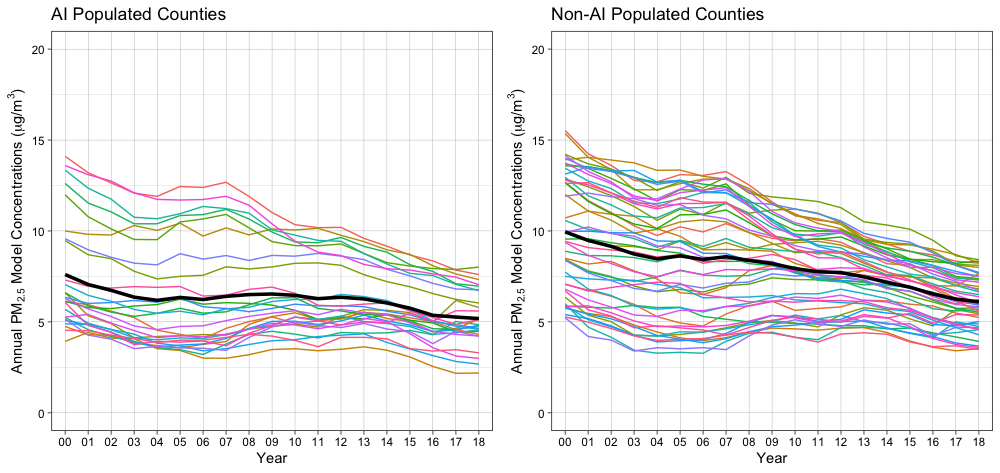 AI Populated Counties
Annual PM2.5 Model Concentrations (μg/m3)
20
15
10
5
0
00 01 02 03 04 05 06 07 08 09 10 11 12 13 14 15 16 17 18
Year
Non-AI Populated Counties
Annual PM2.5 Model Concentrations (μg/m3)
20
15
10
5
0
00 01 02 03 04 05 06 07 08 09 10 11 12 13 14 15 16 17 18
Year